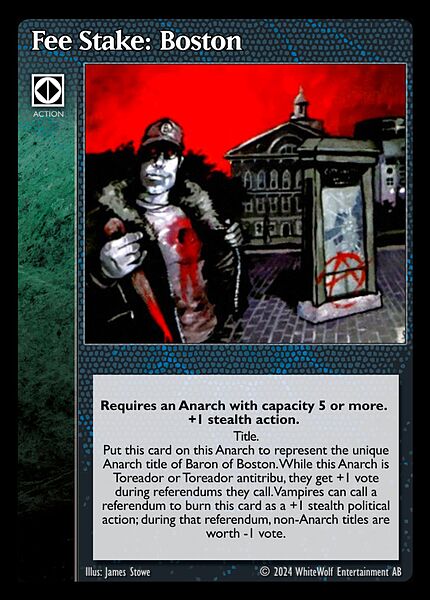 Fee Stake: Boston
ACTION
Requires an Anarch with capacity 5 or more.
+1 stealth action.
Title.
Put this card on this Anarch to represent the unique
Anarch title of Baron of Boston. While this Anarch is
Toreador or Toreador antitribu, they get +1 vote
during referendums they call. Vampires can call a
referendum to burn this card as a +1 stealth political
action; during that referendum, non-Anarch titles are
worth -1 vote.
Illus: James Stowe © 2024 WhiteWolf Entertainment AB